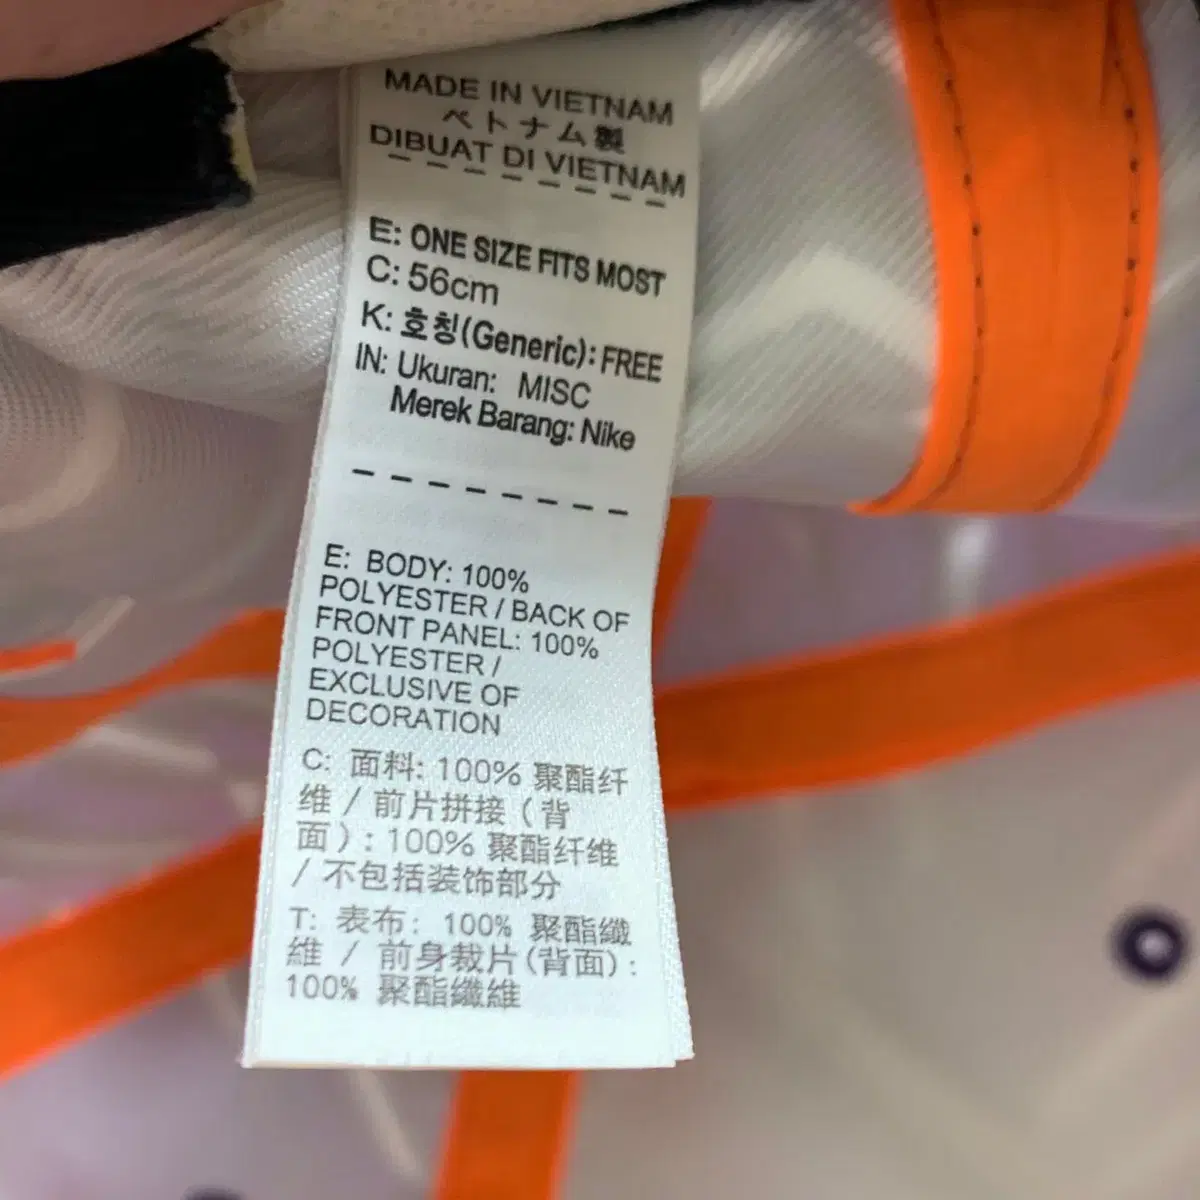 MADE IN VIETNAM
ベトナム製
DIBUAT DI VIETNAM
E: ONE SIZE FITS MOST
C: 56cm
K: 호칭(Generic): FREE
IN: Ukuran: MISC
Merek Barang: Nike
E: BODY: 100%
POLYESTER / BACK OF
FRONT PANEL: 100%
POLYESTER /
EXCLUSIVE OF
DECORATION
C: 面料: 100% 聚酯纤
维 / 前片拼接 (背
面) : 100% 聚酯纤维
/ 不包括装饰部分
T: 表布: 100% 聚酯纖
維 / 前身裁片(背面) :
100% 聚酯纖維